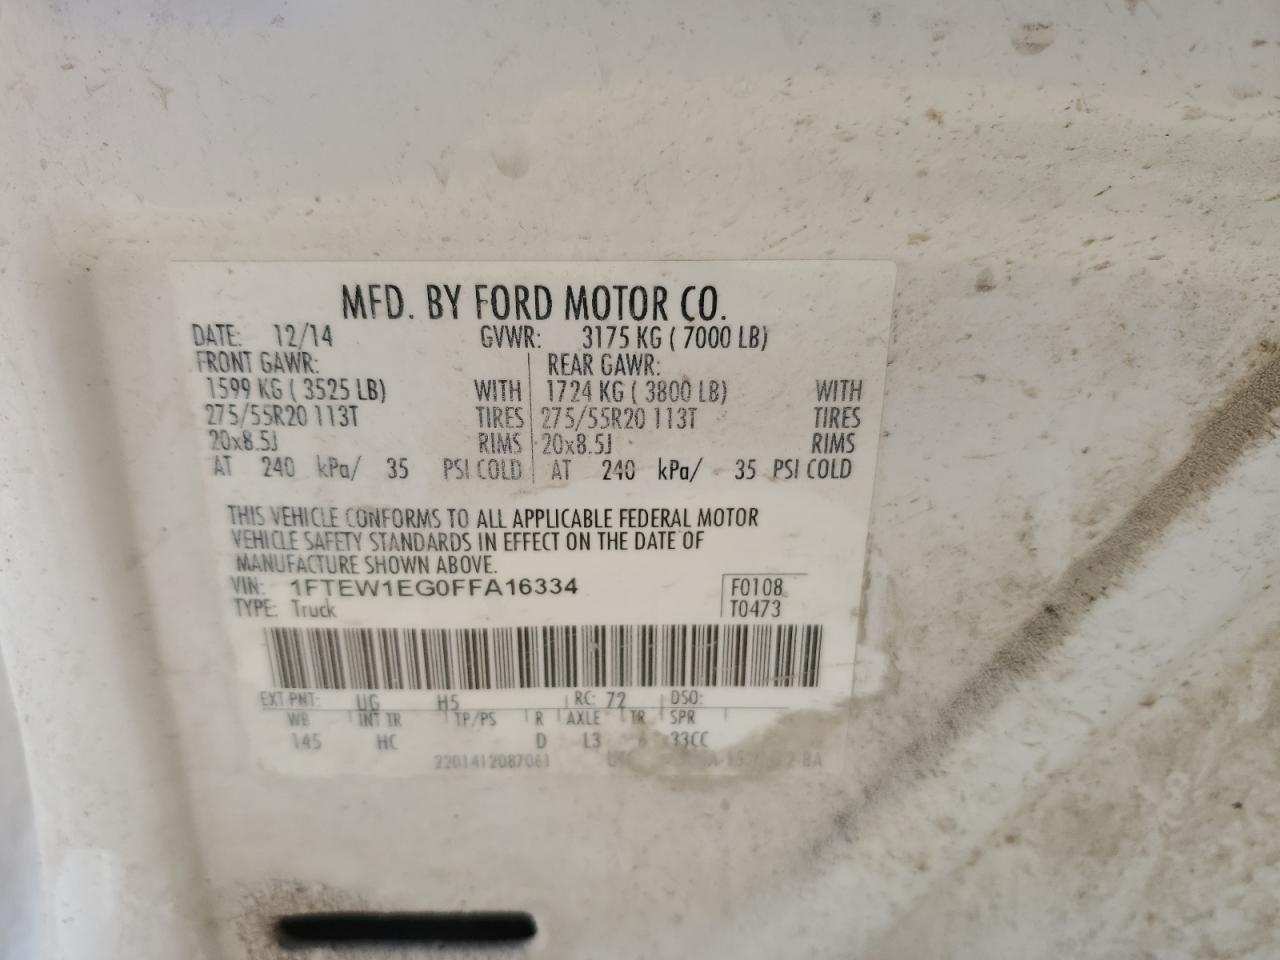 MFD. BY FORD MOTOR CO.
DATE: 12/14 GVWR: 3175 KG ( 7000 LB)
FRONT GAWR: REAR GAWR:
1599 KG ( 3525 LB) WITH 1724 KG ( 3800 LB) WITH
275/55R20 113T TIRES 275/55R20 113T TIRES
20x8.5J RIMS 20x8.5J RIMS
AT 240 kPa/ 35 PSI COLD AT 240 kPa/ 35 PSI COLD
THIS VEHICLE CONFORMS TO ALL APPLICABLE FEDERAL MOTOR
VEHICLE SAFETY STANDARDS IN EFFECT ON THE DATE OF
MANUFACTURE SHOWN ABOVE.
VIN: 1FTEW1EG0FFA16334 F0108
TYPE: Truck T0473
EXT PNT: UG H5 RC: 72 DSO:
WB INT TR TP/PS R AXLE TR SPR
145 HC D L3 6 33CC
2201412087061